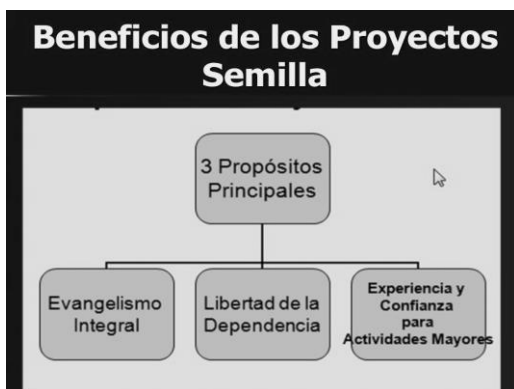 Beneficios de los Proyectos
Semilla
3 Propósitos
Principales
Evangelismo
Integral
Libertad de la
Dependencia
Experiencia y
Confianza
para
Actividades Mayores